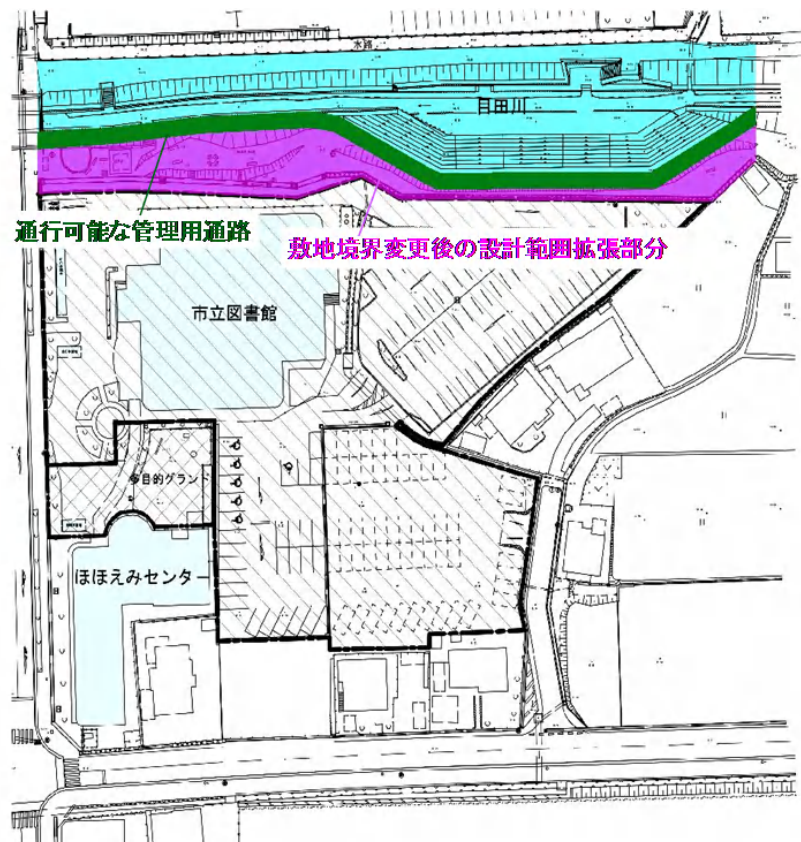 水路
目田川
通行可能な管理用通路
敷地境界変更後の設計範囲拡張部分
市立図書館
多目的グランド
ほほえみセンター